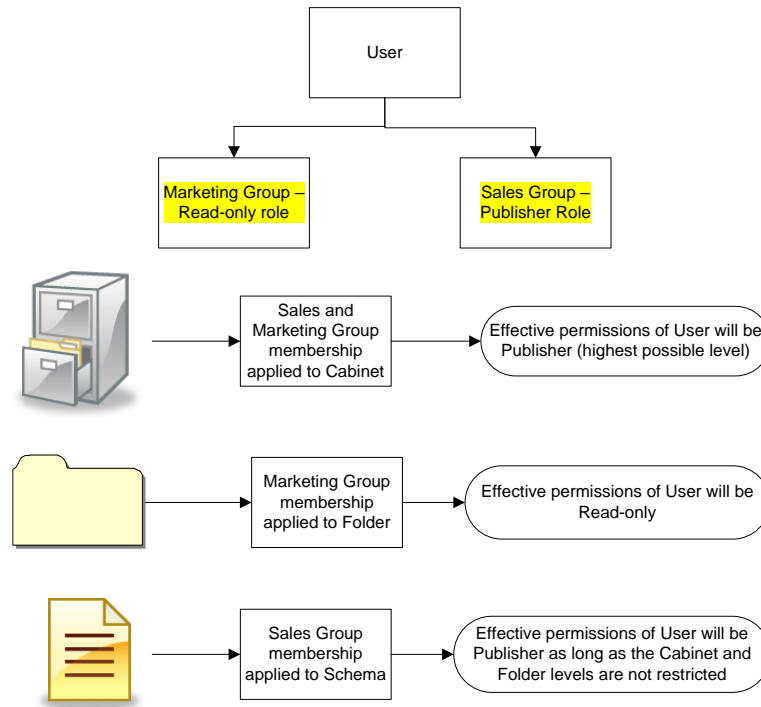 User
Marketing Group –
Read-only role
Sales Group –
Publisher Role
Sales and
Marketing Group
membership
applied to Cabinet
Effective permissions of User will be
Publisher (highest possible level)
Marketing Group
membership
applied to Folder
Effective permissions of User will be
Read-only
Sales Group
membership
applied to Schema
Effective permissions of User will be
Publisher as long as the Cabinet and
Folder levels are not restricted